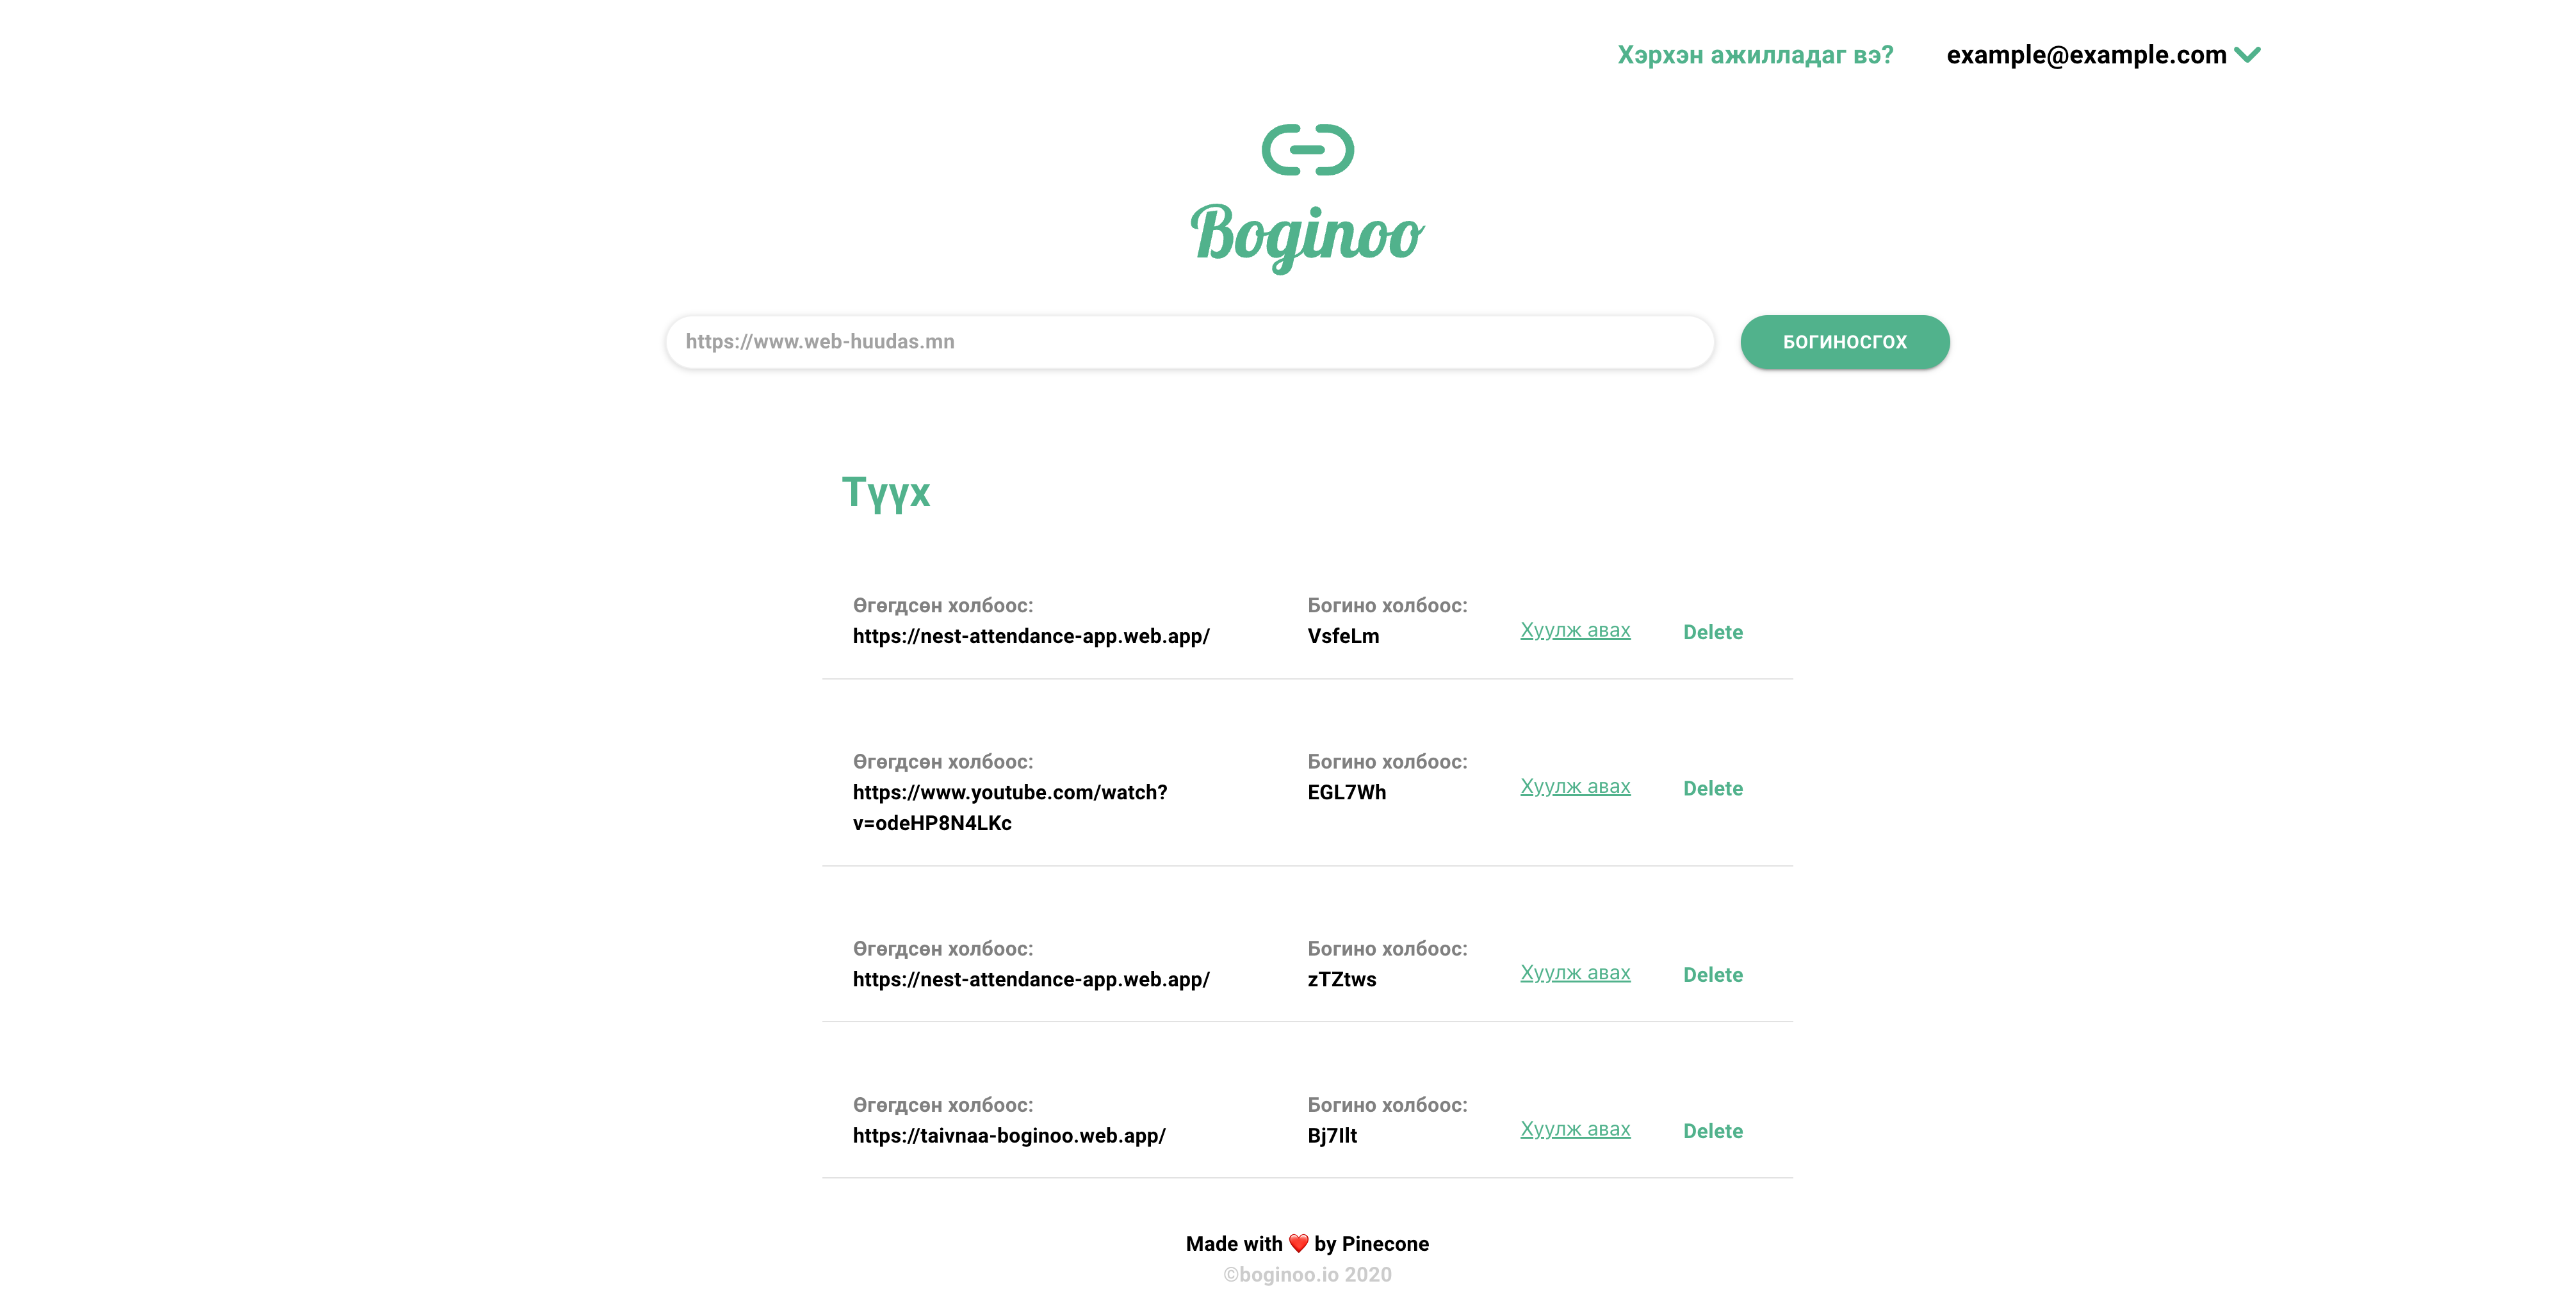 Хэрхэн ажилладаг вэ? example@example.com
Boginoo
https://www.web-huudas.mn БОГИНОСГОХ
Түүх
Өгөгдсөн холбоос: Богино холбоос:
https://nest-attendance-app.web.app/ VsfeLm Хуулж авах Delete
Өгөгдсөн холбоос: Богино холбоос:
https://www.youtube.com/watch? EGL7Wh Хуулж авах Delete
v=odeHP8N4LKc
Өгөгдсөн холбоос: Богино холбоос:
https://nest-attendance-app.web.app/ zTZtws Хуулж авах Delete
Өгөгдсөн холбоос: Богино холбоос:
https://taivnaa-boginoo.web.app/ Bj7Ilt Хуулж авах Delete
Made with ❤️ by Pinecone
©boginoo.io 2020